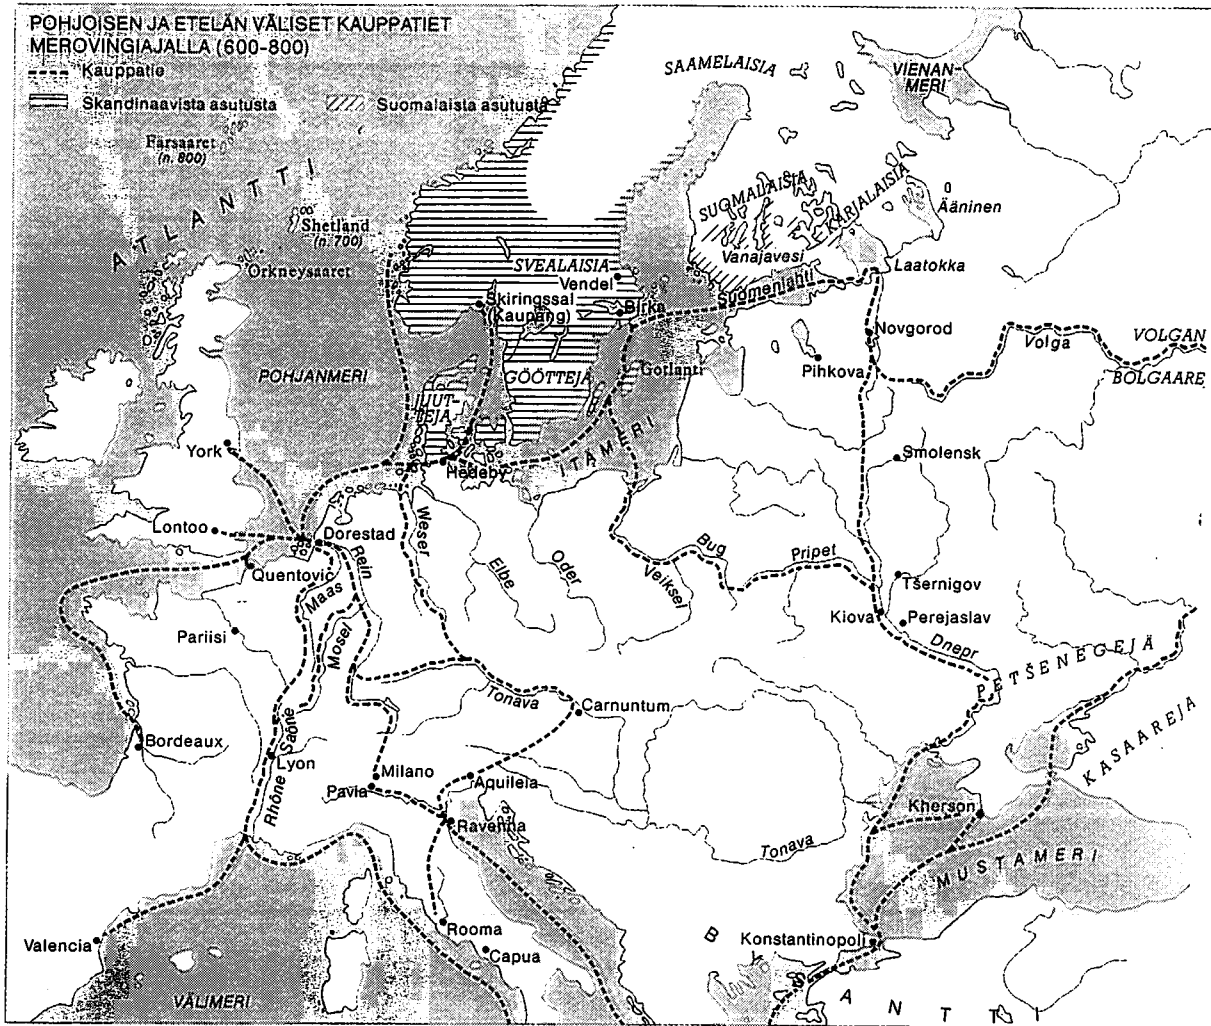 POHJOISEN JA ETELÄN VÄLISET KAUPPATIET
MEROVINGIAJALLA (600-800)
Kauppatie
Skandinaavista asutusta
Suomalaista asutusta
SAAMELAISIA
VIENAN-
MERI
Färsaaret
(n. 800)
ATLANTTI
Shetland
(n. 700)
Orkneysaaret
SUOMALAISIA
KARJALAISIA
Ääninen
Vanajavesi
Laatokka
SVEALAISIA
Vendel
Suomenlahti
Skiringssal
(Kaupang)
Birka
Novgorod
Volga
VOLGAN
BOLGAARE
Pihkova
Gotlanti
POHJANMERI
GÖÖTTEJÄ
JUUT-
TEJA
York
ITÄMERI
Hedeby
Smolensk
Lontoo
Dorestad
Weser
Quentovic
Rein
Maas
Elbe
Oder
Bug
Veiksel
Pripet
Tšernigov
Kiova
Perejaslav
Pariisi
Mosel
Dnepr
PETŠENEGEJÄ
Tonava
Carnuntum
KASAAREJA
Bordeaux
Saône
Lyon
Rhône
Milano
Pavia
Aquileia
Ravenna
Kherson
Tonava
MUSTAMERI
Valencia
Rooma
Capua
Konstantinopoli
VÄLIMERI
B
A N T T I